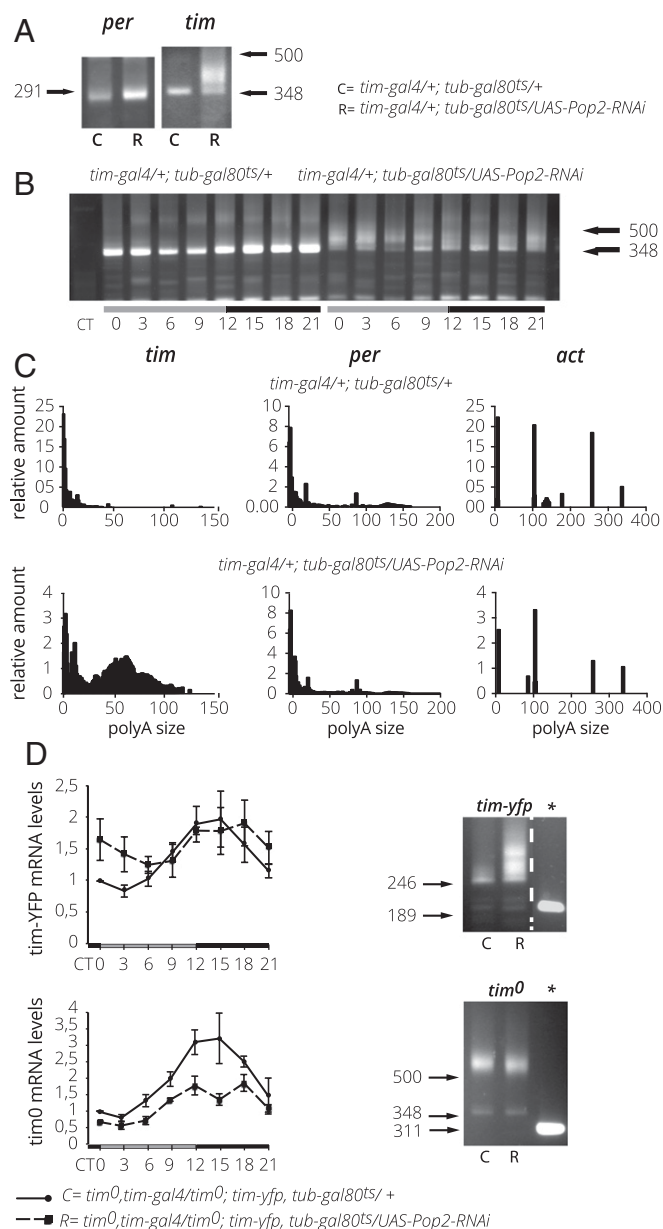 A
per tim
500
291
348
C R C R
C= tim-gal4/+; tub-gal80ts/+
R= tim-gal4/+; tub-gal80ts/UAS-Pop2-RNAi
B
tim-gal4/+; tub-gal80ts/+ tim-gal4/+; tub-gal80ts/UAS-Pop2-RNAi
500
348
CT 0 3 6 9 12 15 18 21 0 3 6 9 12 15 18 21
C
tim per act
tim-gal4/+; tub-gal80ts/+
relative amount
25
20
15
10
05
0
0 50 100 150
10
8
6
4
2
0.00
0 50 100 150 200
25
20
15
10
05
0
0 100 200 300 400
tim-gal4/+; tub-gal80ts/UAS-Pop2-RNAi
relative amount
4
3
2
1
0
0 50 100 150
polyA size
10
8
6
4
2
0
0 50 100 150 200
polyA size
4
3
2
1
0
0 100 200 300 400
polyA size
D
tim-YFP mRNA levels
2,5
2
1,5
1
0,5
0
CT0 3 6 9 12 15 18 21
tim-yfp *
246
189
C R
tim0 mRNA levels
4
3,5
3
2,5
2
1,5
1
0,5
0
CT0 3 6 9 12 15 18 21
tim0 *
500
348
311
C R
C= tim0,tim-gal4/tim0; tim-yfp, tub-gal80ts/ +
R= tim0,tim-gal4/tim0; tim-yfp, tub-gal80ts/UAS-Pop2-RNAi